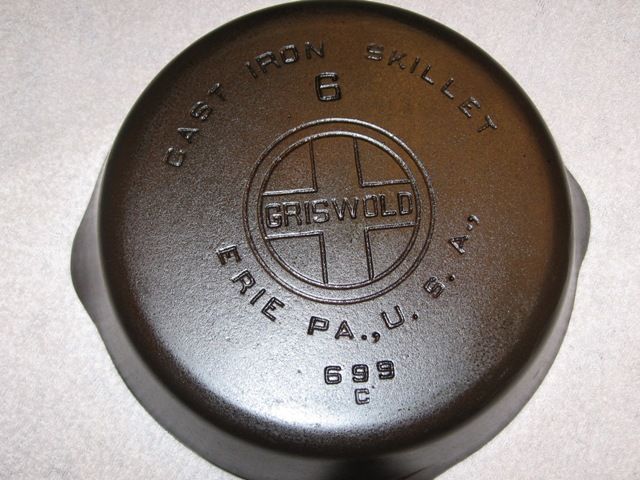 CAST IRON SKILLET
6
GRISWOLD
ERIE PA., U.S.A.,
699
C